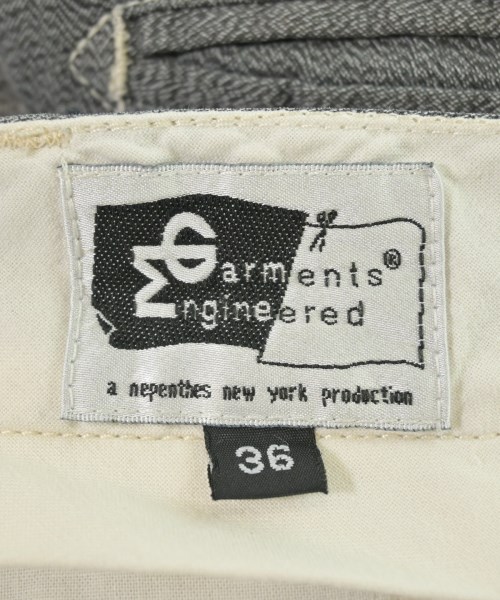 Garments®
Engineered
a nepenthes new york production
36